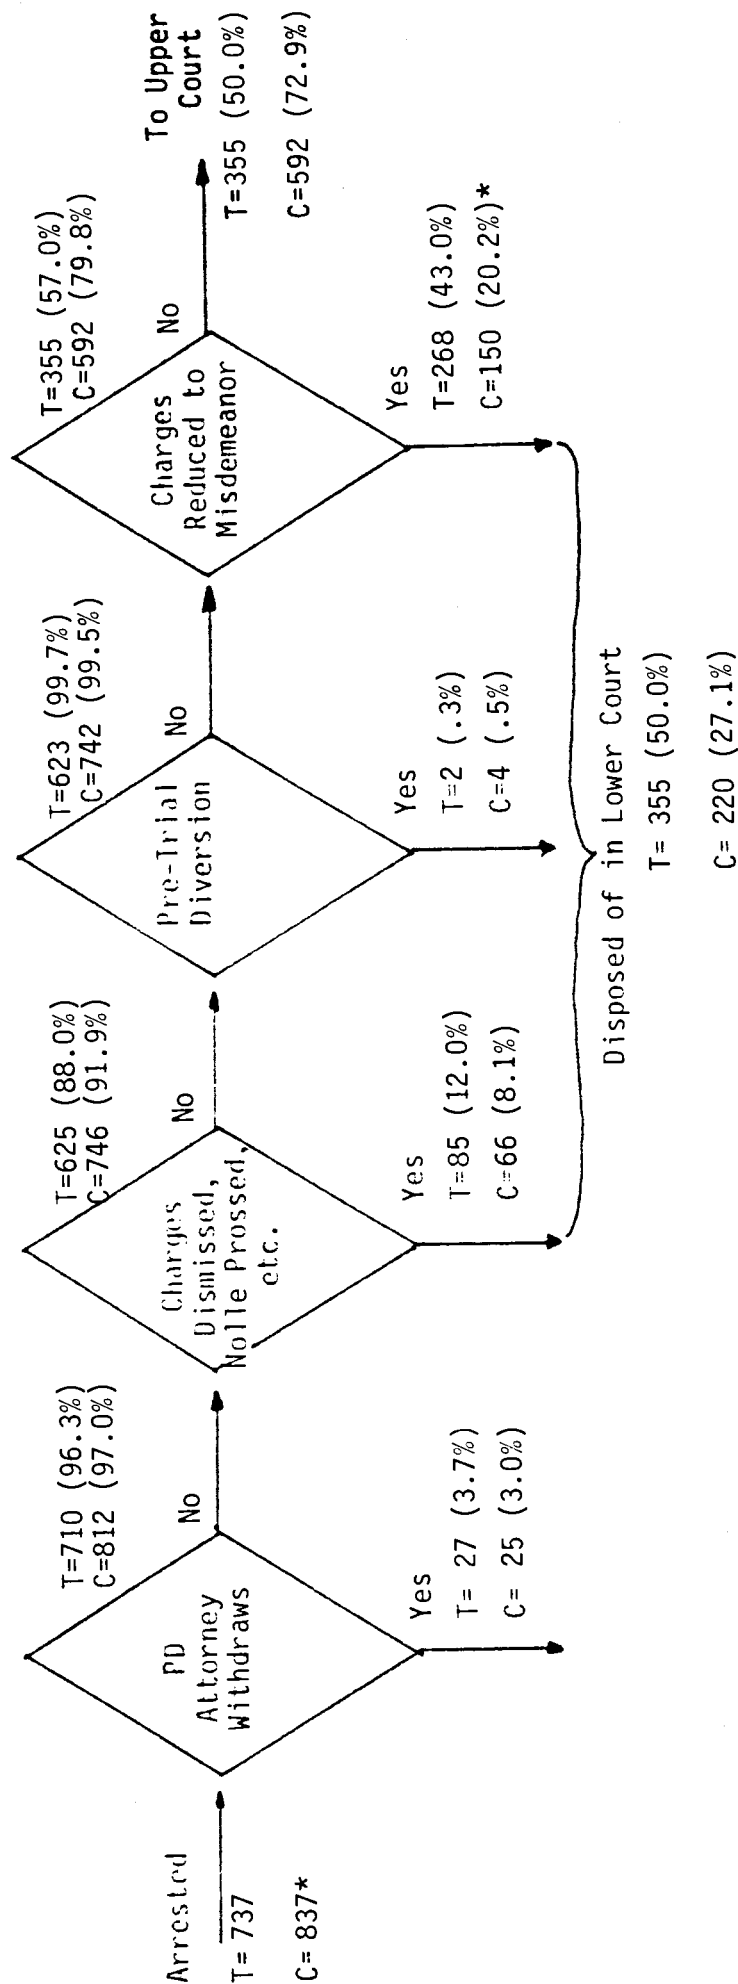 Arrested
T= 737
C= 837*
PD
Attorney
Withdraws
T=710 (96.3%)
C=812 (97.0%)
No
Yes
T= 27 (3.7%)
C= 25 (3.0%)
Charges
Dismissed,
Nolle Prossed,
etc.
T=625 (88.0%)
C=746 (91.9%)
No
Yes
T=85 (12.0%)
C=66 (8.1%)
Pre-Trial
Diversion
T=623 (99.7%)
C=742 (99.5%)
No
Yes
T=2 (.3%)
C=4 (.5%)
Charges
Reduced to
Misdemeanor
T=355 (57.0%)
C=592 (79.8%)
No
Yes
T=268 (43.0%)
C=150 (20.2%)*
To Upper
Court
T=355 (50.0%)
C=592 (72.9%)
Disposed of in Lower Court
T= 355 (50.0%)
C= 220 (27.1%)